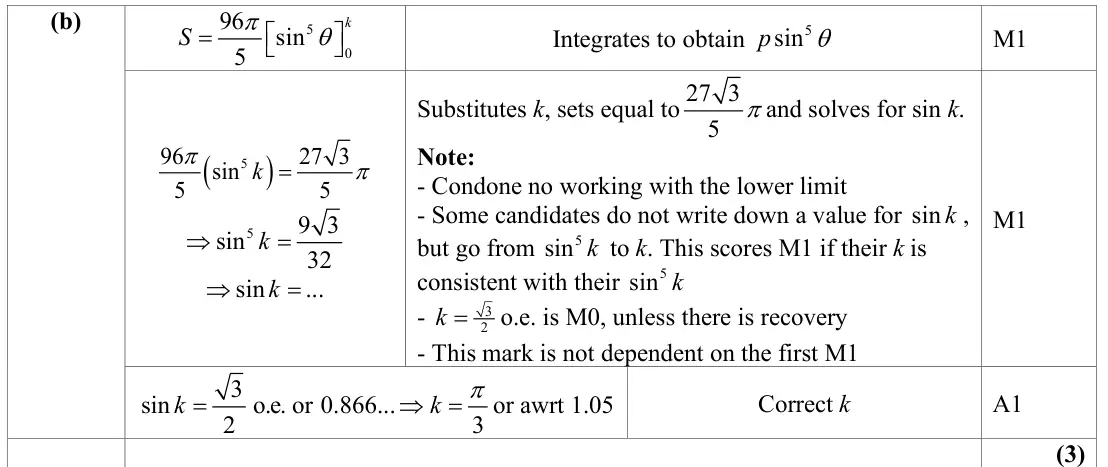 (b)
S = 96π/5 [sin⁵ θ]₀ᵏ
Integrates to obtain p sin⁵ θ
M1
96π/5 (sin⁵ k) = 27√3/5 π
⇒ sin⁵ k = 9√3/32
⇒ sin k = ...
Substitutes k, sets equal to 27√3/5 π and solves for sin k.
Note:
- Condone no working with the lower limit
- Some candidates do not write down a value for sin k ,
but go from sin⁵ k to k. This scores M1 if their k is
consistent with their sin⁵ k
- k = √3/2 o.e. is M0, unless there is recovery
- This mark is not dependent on the first M1
M1
sin k = √3/2 o.e. or 0.866... ⇒ k = π/3 or awrt 1.05
Correct k
A1
(3)